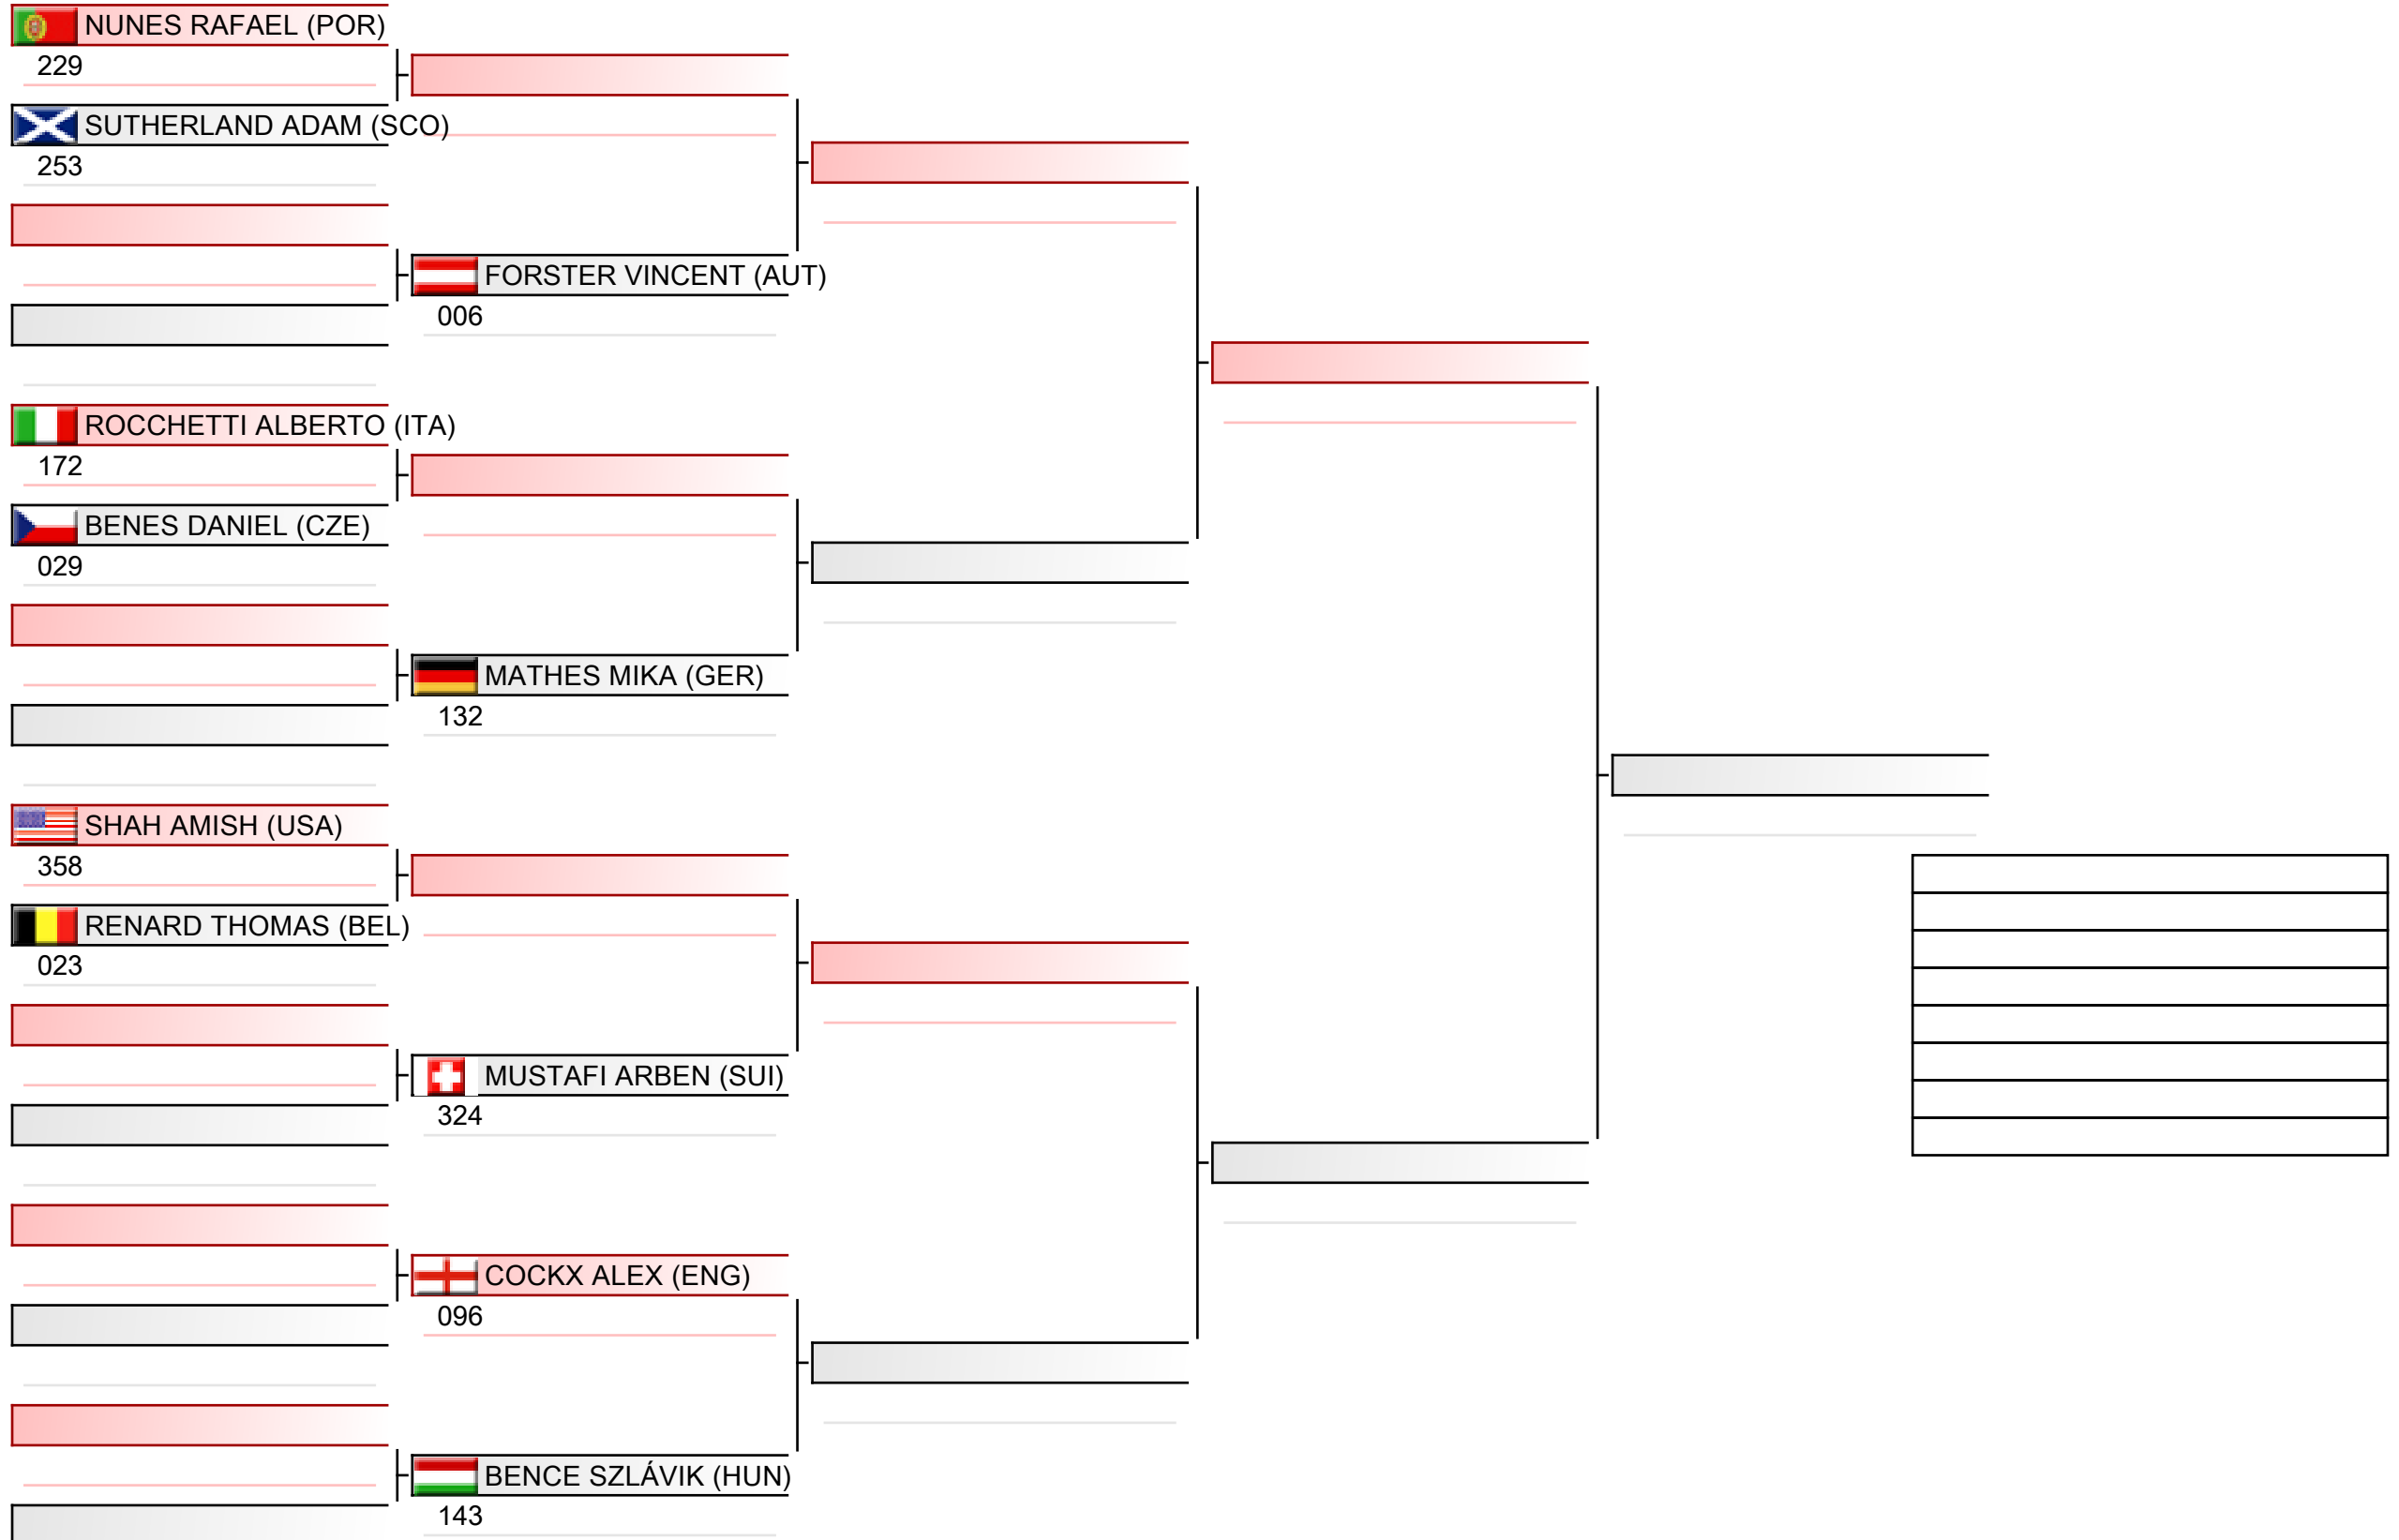 NUNES RAFAEL (POR)
229
SUTHERLAND ADAM (SCO)
253
FORSTER VINCENT (AUT)
006
ROCCHETTI ALBERTO (ITA)
172
BENES DANIEL (CZE)
029
MATHES MIKA (GER)
132
SHAH AMISH (USA)
358
RENARD THOMAS (BEL)
023
MUSTAFI ARBEN (SUI)
324
COCKX ALEX (ENG)
096
BENCE SZLÁVIK (HUN)
143